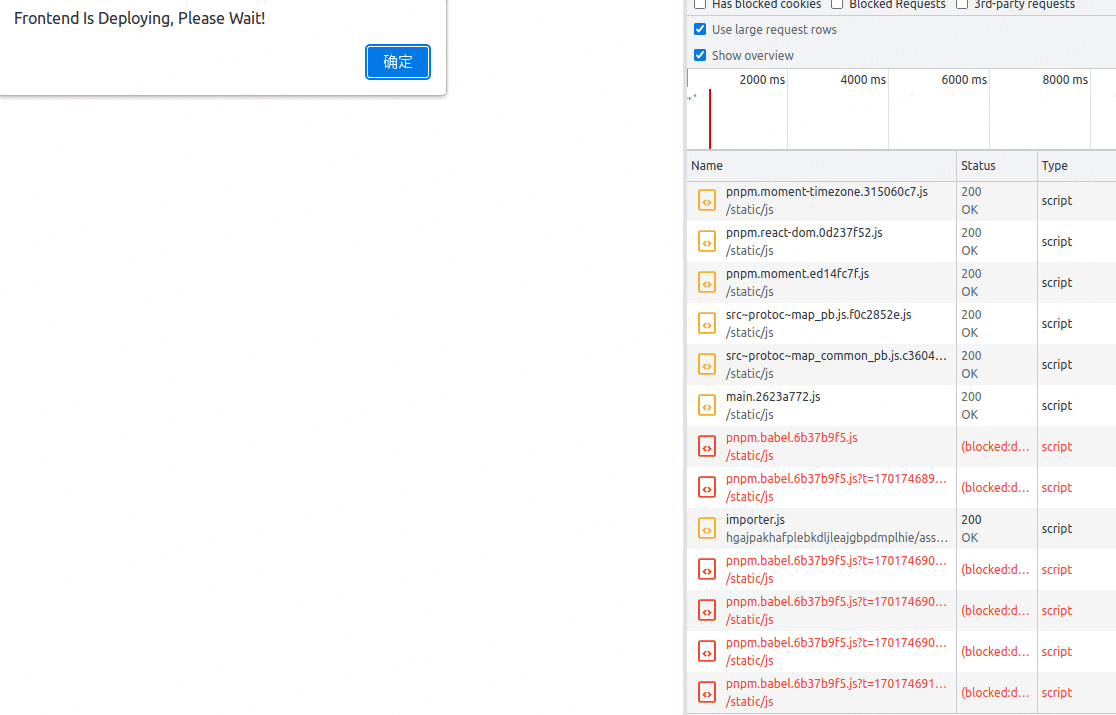 Frontend Is Deploying, Please Wait!
确定
Has blocked cookies Blocked Requests 3rd-party requests
Use large request rows
Show overview
2000 ms 4000 ms 6000 ms 8000 ms
Name Status Type
pnpm.moment-timezone.315060c7.js 200 script
/static/js OK
pnpm.react-dom.0d237f52.js 200 script
/static/js OK
pnpm.moment.ed14fc7f.js 200 script
/static/js OK
src~protoc~map_pb.js.f0c2852e.js 200 script
/static/js OK
src~protoc~map_common_pb.js.c3604... 200 script
/static/js OK
main.2623a772.js 200 script
/static/js OK
pnpm.babel.6b37b9f5.js (blocked:d... script
/static/js
pnpm.babel.6b37b9f5.js?t=170174689... (blocked:d... script
/static/js
importer.js 200 script
hgajpakhafplebkdljleajgbpdmplhie/ass... OK
pnpm.babel.6b37b9f5.js?t=170174690... (blocked:d... script
/static/js
pnpm.babel.6b37b9f5.js?t=170174690... (blocked:d... script
/static/js
pnpm.babel.6b37b9f5.js?t=170174690... (blocked:d... script
/static/js
pnpm.babel.6b37b9f5.js?t=170174691... (blocked:d... script
/static/js